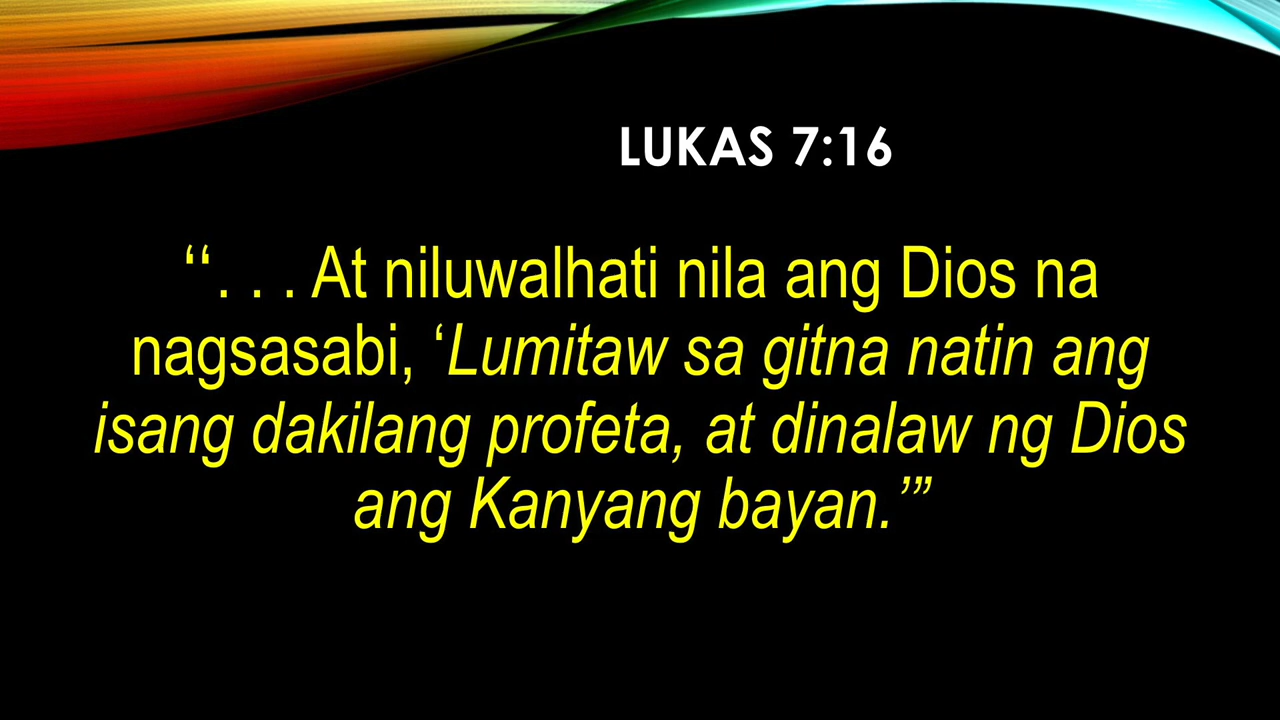 LUKAS 7:16
‘‘. . . At niluwalhati nila ang Dios na
nagsasabi, ‘Lumitaw sa gitna natin ang
isang dakilang profeta, at dinalaw ng Dios
ang Kanyang bayan.’”